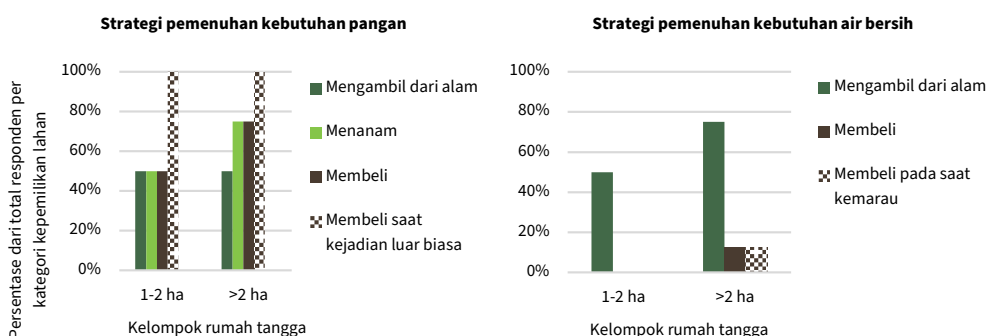 Strategi pemenuhan kebutuhan pangan
Persentase dari total responden per
kategori kepemilikan lahan
100%
80%
60%
40%
20%
0%
1-2 ha
>2 ha
Kelompok rumah tangga
Mengambil dari alam
Menanam
Membeli
Membeli saat
kejadian luar biasa
Strategi pemenuhan kebutuhan air bersih
100%
80%
60%
40%
20%
0%
1-2 ha
>2 ha
Kelompok rumah tangga
Mengambil dari alam
Membeli
Membeli pada saat
kemarau